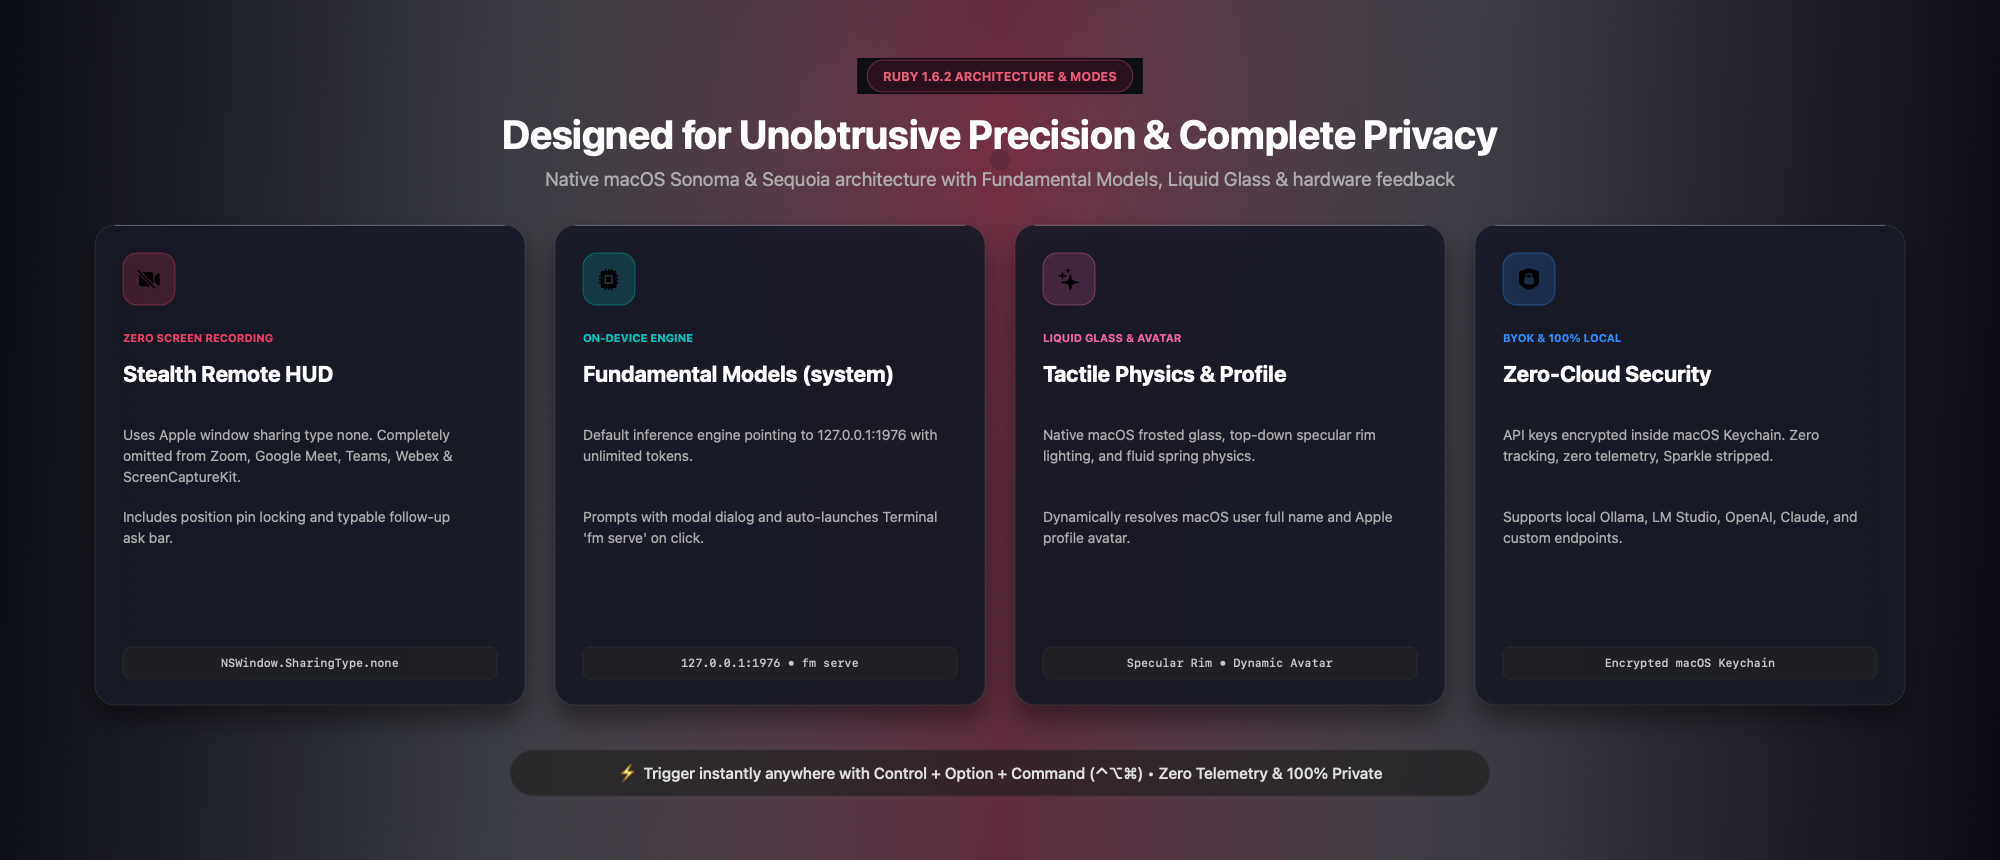 RUBY 1.6.2 ARCHITECTURE & MODES
Designed for Unobtrusive Precision & Complete Privacy
Native macOS Sonoma & Sequoia architecture with Fundamental Models, Liquid Glass & hardware feedback
ZERO SCREEN RECORDING
Stealth Remote HUD
Uses Apple window sharing type none. Completely
omitted from Zoom, Google Meet, Teams, Webex &
ScreenCaptureKit.
Includes position pin locking and typable follow-up
ask bar.
NSWindow.SharingType.none
ON-DEVICE ENGINE
Fundamental Models (system)
Default inference engine pointing to 127.0.0.1:1976 with
unlimited tokens.
Prompts with modal dialog and auto-launches Terminal
'fm serve' on click.
127.0.0.1:1976 • fm serve
LIQUID GLASS & AVATAR
Tactile Physics & Profile
Native macOS frosted glass, top-down specular rim
lighting, and fluid spring physics.
Dynamically resolves macOS user full name and Apple
profile avatar.
Specular Rim • Dynamic Avatar
BYOK & 100% LOCAL
Zero-Cloud Security
API keys encrypted inside macOS Keychain. Zero
tracking, zero telemetry, Sparkle stripped.
Supports local Ollama, LM Studio, OpenAI, Claude, and
custom endpoints.
Encrypted macOS Keychain
⚡ Trigger instantly anywhere with Control + Option + Command (⌃⌥⌘) • Zero Telemetry & 100% Private